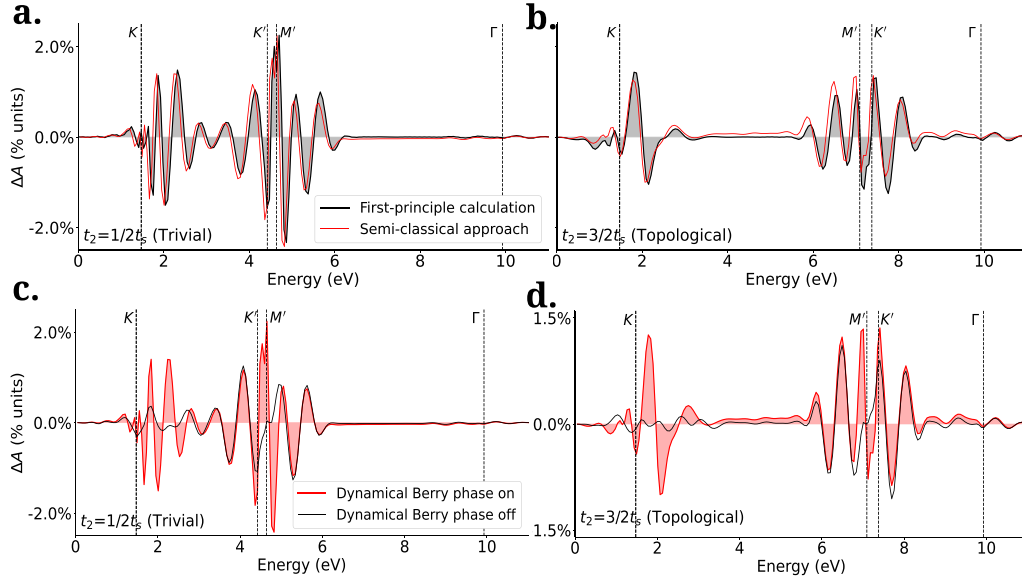 a.
K
K′
M′
Γ
2.0%
0.0%
-2.0%
ΔA (% units)
First-principle calculation
Semi-classical approach
t2=1/2ts (Trivial)
0 2 4 6 8 10
Energy (eV)
b.
K
M′
K′
Γ
t2=3/2ts (Topological)
0 2 4 6 8 10
Energy (eV)
c.
K
K′
M′
Γ
2.0%
0.0%
-2.0%
ΔA (% units)
Dynamical Berry phase on
Dynamical Berry phase off
t2=1/2ts (Trivial)
0 2 4 6 8 10
Energy (eV)
d.
1.5%
K
M′
K′
Γ
0.0%
1.5%
t2=3/2ts (Topological)
0 2 4 6 8 10
Energy (eV)